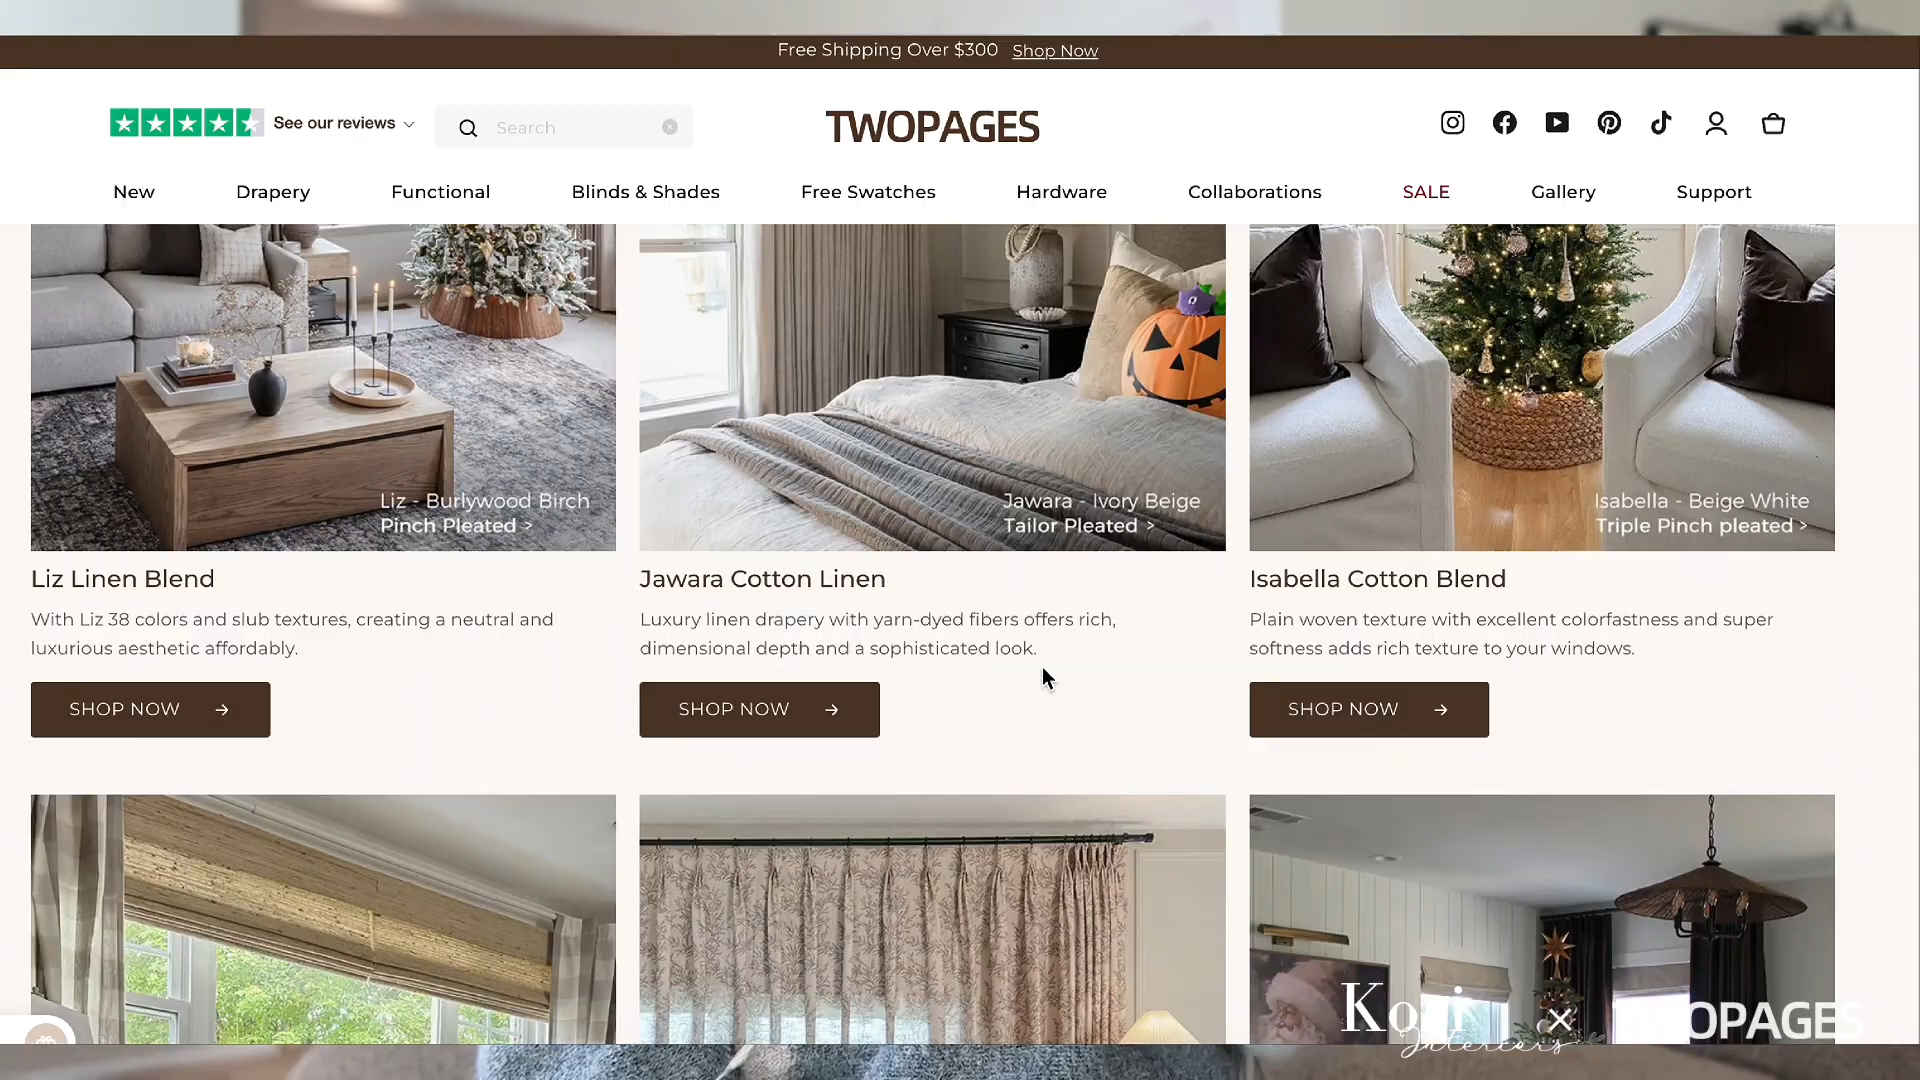 Free Shipping Over $300 Shop Now
See our reviews
Search
TWOPAGES
New Drapery Functional Blinds & Shades Free Swatches Hardware Collaborations SALE Gallery Support
Liz - Burlywood Birch
Pinch Pleated >
Jawara - Ivory Beige
Tailor Pleated >
Isabella - Beige White
Triple Pinch pleated >
Liz Linen Blend
With Liz 38 colors and slub textures, creating a neutral and
luxurious aesthetic affordably.
SHOP NOW →
Jawara Cotton Linen
Luxury linen drapery with yarn-dyed fibers offers rich,
dimensional depth and a sophisticated look.
SHOP NOW →
Isabella Cotton Blend
Plain woven texture with excellent colorfastness and super
softness adds rich texture to your windows.
SHOP NOW →
Interiors
× TWOPAGES